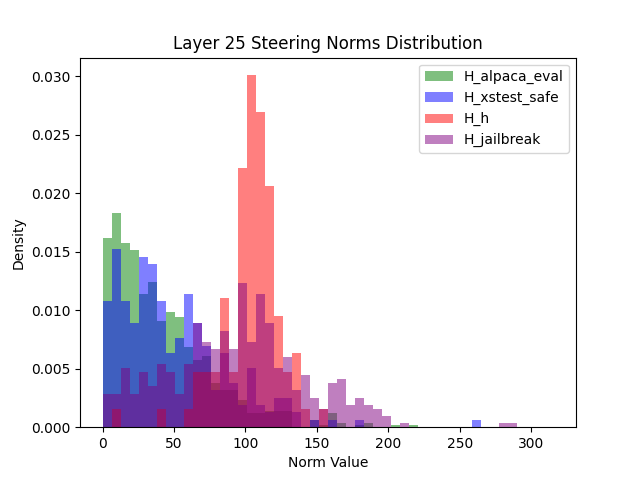 Layer 25 Steering Norms Distribution
H_alpaca_eval
H_xstest_safe
H_h
H_jailbreak
Density
0.030
0.025
0.020
0.015
0.010
0.005
0.000
0 50 100 150 200 250 300
Norm Value